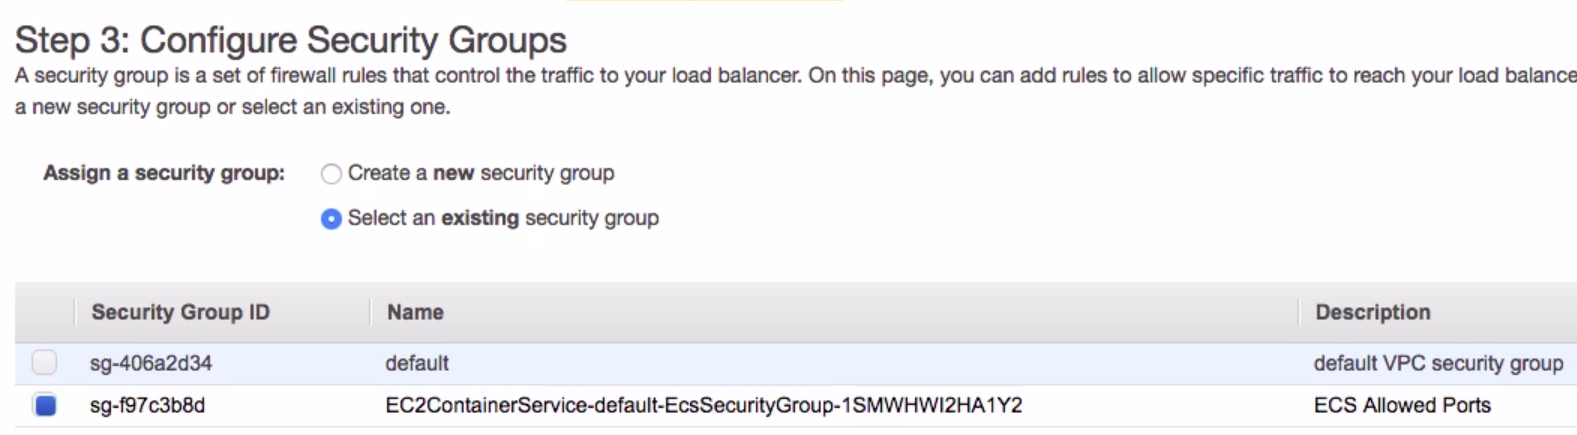 Step 3: Configure Security Groups
A security group is a set of firewall rules that control the traffic to your load balancer. On this page, you can add rules to allow specific traffic to reach your load balance
a new security group or select an existing one.
Assign a security group: Create a new security group
Select an existing security group
Security Group ID Name Description
sg-406a2d34 default default VPC security group
sg-f97c3b8d EC2ContainerService-default-EcsSecurityGroup-1SMWHWI2HA1Y2 ECS Allowed Ports